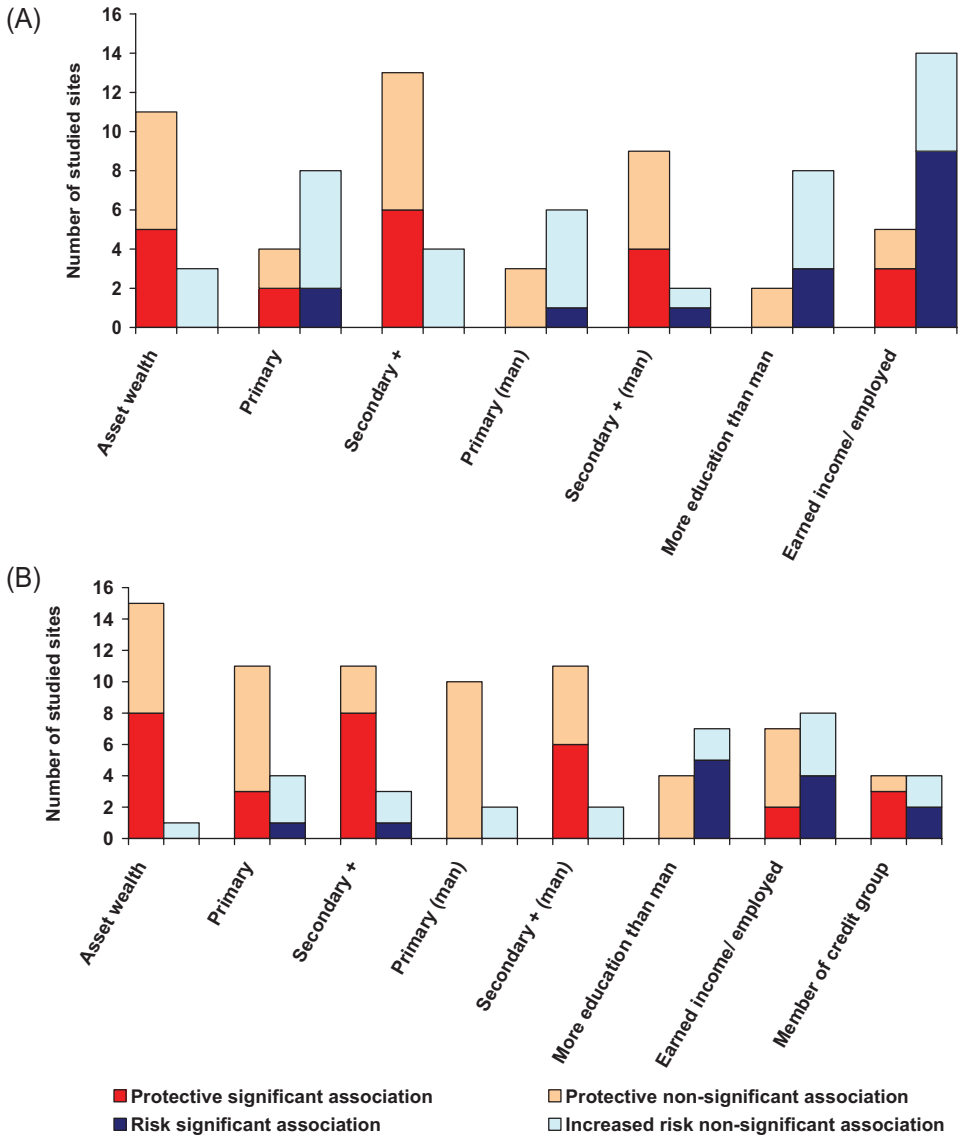 (A)
Number of studied sites
16
14
12
10
8
6
4
2
0
Asset wealth
Primary
Secondary +
Primary (man)
Secondary + (man)
More education than man
Earned income/ employed
(B)
Number of studied sites
16
14
12
10
8
6
4
2
0
Asset wealth
Primary
Secondary +
Primary (man)
Secondary + (man)
More education than man
Earned income/ employed
Member of credit group
Protective significant association
Protective non-significant association
Risk significant association
Increased risk non-significant association